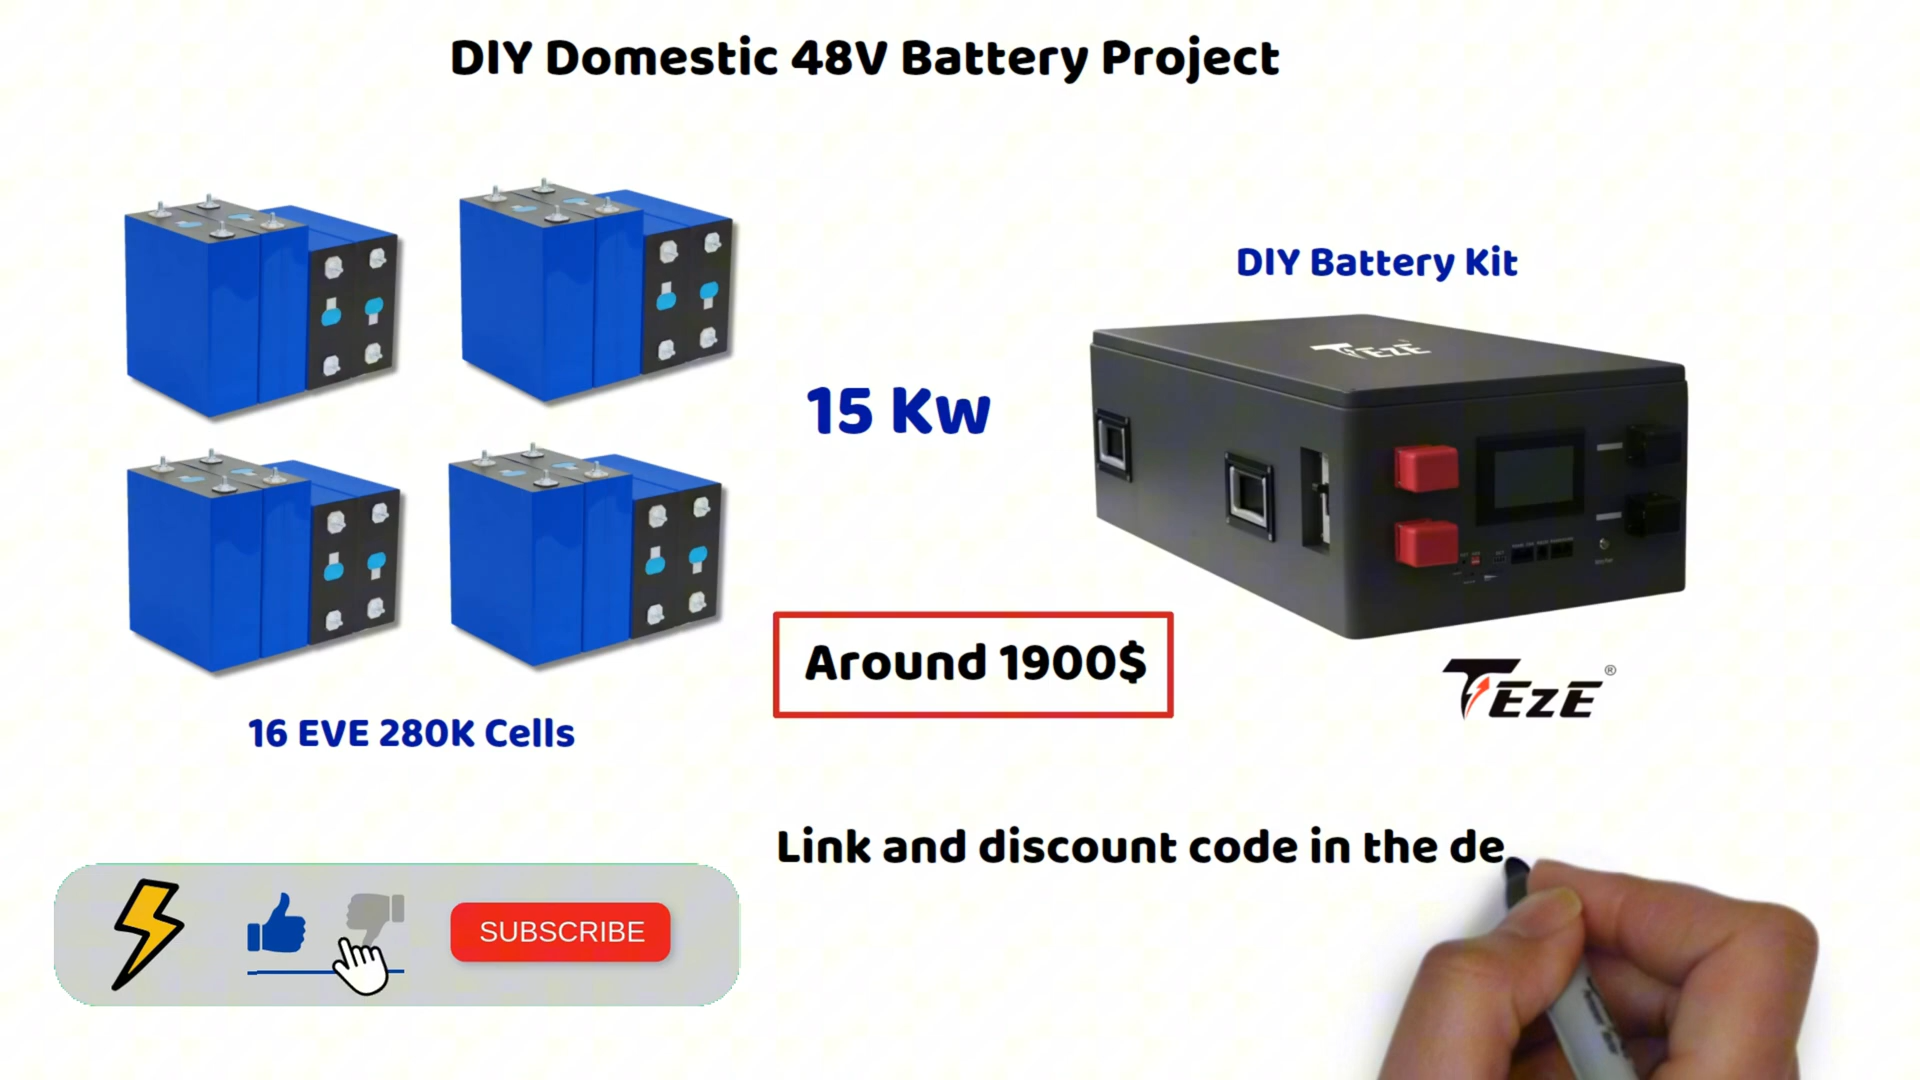 DIY Domestic 48V Battery Project
DIY Battery Kit
TEZE
15 Kw
Around 1900$
TEZE®
16 EVE 280K Cells
Link and discount code in the de
SUBSCRIBE